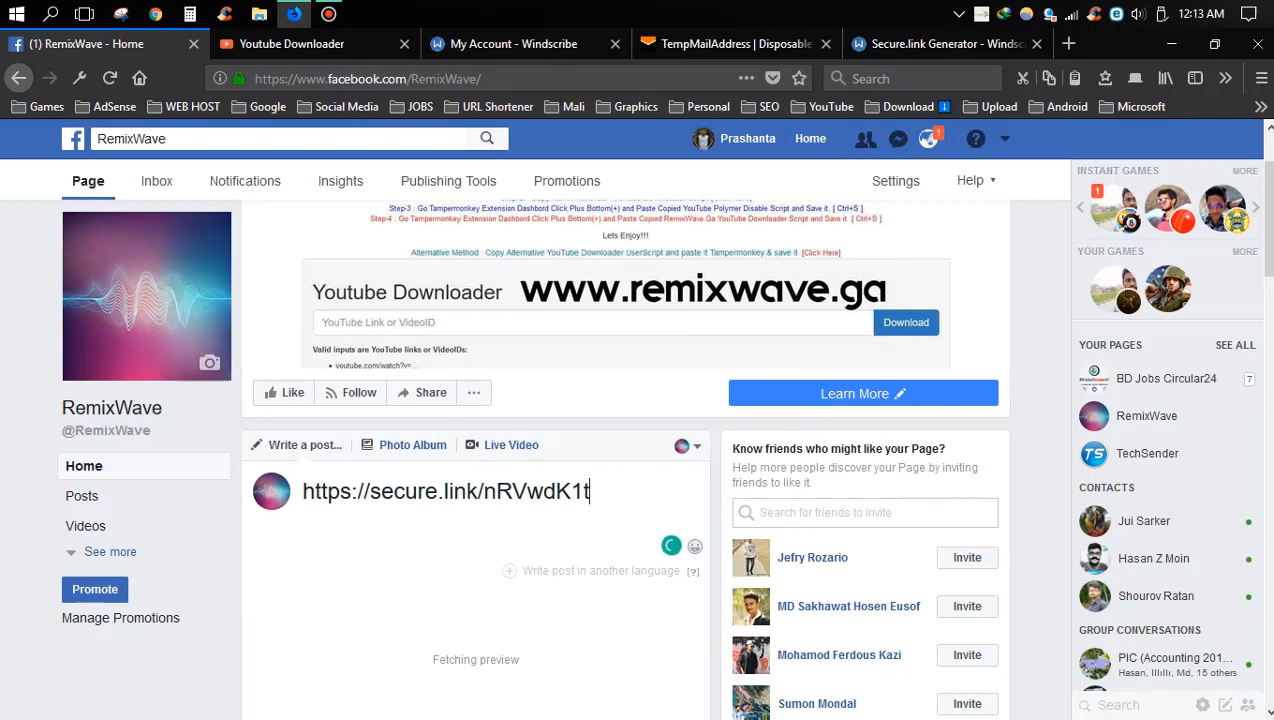 12:13 AM
(1) RemixWave - Home
Youtube Downloader
My Account - Windscribe
TempMailAddress | Disposable
Secure.link Generator - Windsc
https://www.facebook.com/RemixWave/
Search
Games
AdSense
WEB HOST
Google
Social Media
JOBS
URL Shortener
Mali
Graphics
Personal
SEO
YouTube
Download
Upload
Android
Microsoft
RemixWave
Prashanta
Home
1
Page
Inbox
Notifications
Insights
Publishing Tools
Promotions
Settings
Help
Step-3 : Go Tampermonkey Extension Dashbord Click Plus Bottom(+) and Paste Copied YouTube Polymer Disable Script and Save it. [ Ctrl+S ]
Step-4 : Go Tampermonkey Extension Dashbord Click Plus Bottom(+) and Paste Copied RemixWave.Ga YouTube Downloader Script and Save it. [ Ctrl+S ]
Lets Enjoy!!!
Alternative Method : Copy Alternative YouTube Downloader UserScript and paste it Tampermonkey & save it. [Click Here]
Youtube Downloader
www.remixwave.ga
YouTube Link or VideoID
Download
Valid inputs are YouTube links or VideoIDs:
• youtube.com/watch?v=...
Like
Follow
Share
...
Learn More
RemixWave
@RemixWave
Home
Posts
Videos
See more
Promote
Manage Promotions
Write a post...
Photo Album
Live Video
https://secure.link/nRVwdK1t
Write post in another language
[?]
Fetching preview
Know friends who might like your Page?
Help more people discover your Page by inviting
friends to like it.
Search for friends to invite
Jefry Rozario
Invite
MD Sakhawat Hosen Eusof
Invite
Mohamod Ferdous Kazi
Invite
Sumon Mondal
Invite
INSTANT GAMES
MORE
1
YOUR GAMES
MORE
YOUR PAGES
SEE ALL
BD Jobs Circular24
7
RemixWave
TechSender
CONTACTS
Jui Sarker
Hasan Z Moin
Shourov Ratan
GROUP CONVERSATIONS
PIC (Accounting 201...
Hasan, Illlli, Md, 15 others
Search